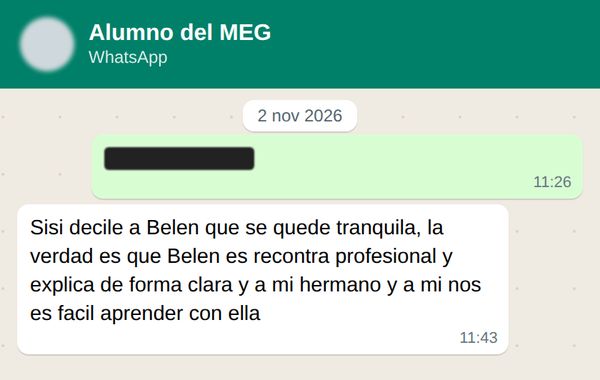 Alumno del MEG
WhatsApp
2 nov 2026
11:26
Sisi decile a Belen que se quede tranquila, la
verdad es que Belen es recontra profesional y
explica de forma clara y a mi hermano y a mi nos
es facil aprender con ella
11:43